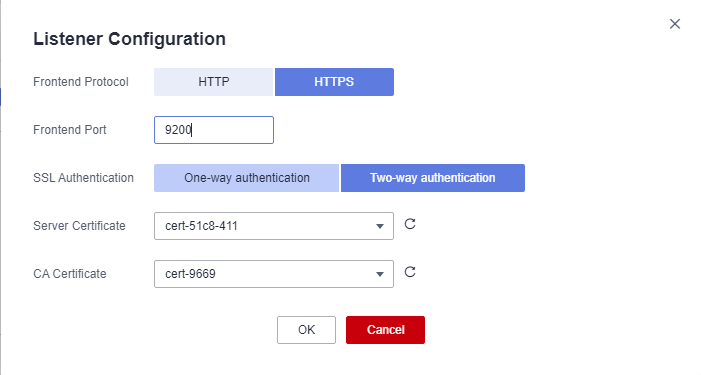 Listener Configuration
Frontend Protocol HTTP HTTPS
Frontend Port 9200
SSL Authentication One-way authentication Two-way authentication
Server Certificate cert-51c8-411
CA Certificate cert-9669
OK Cancel